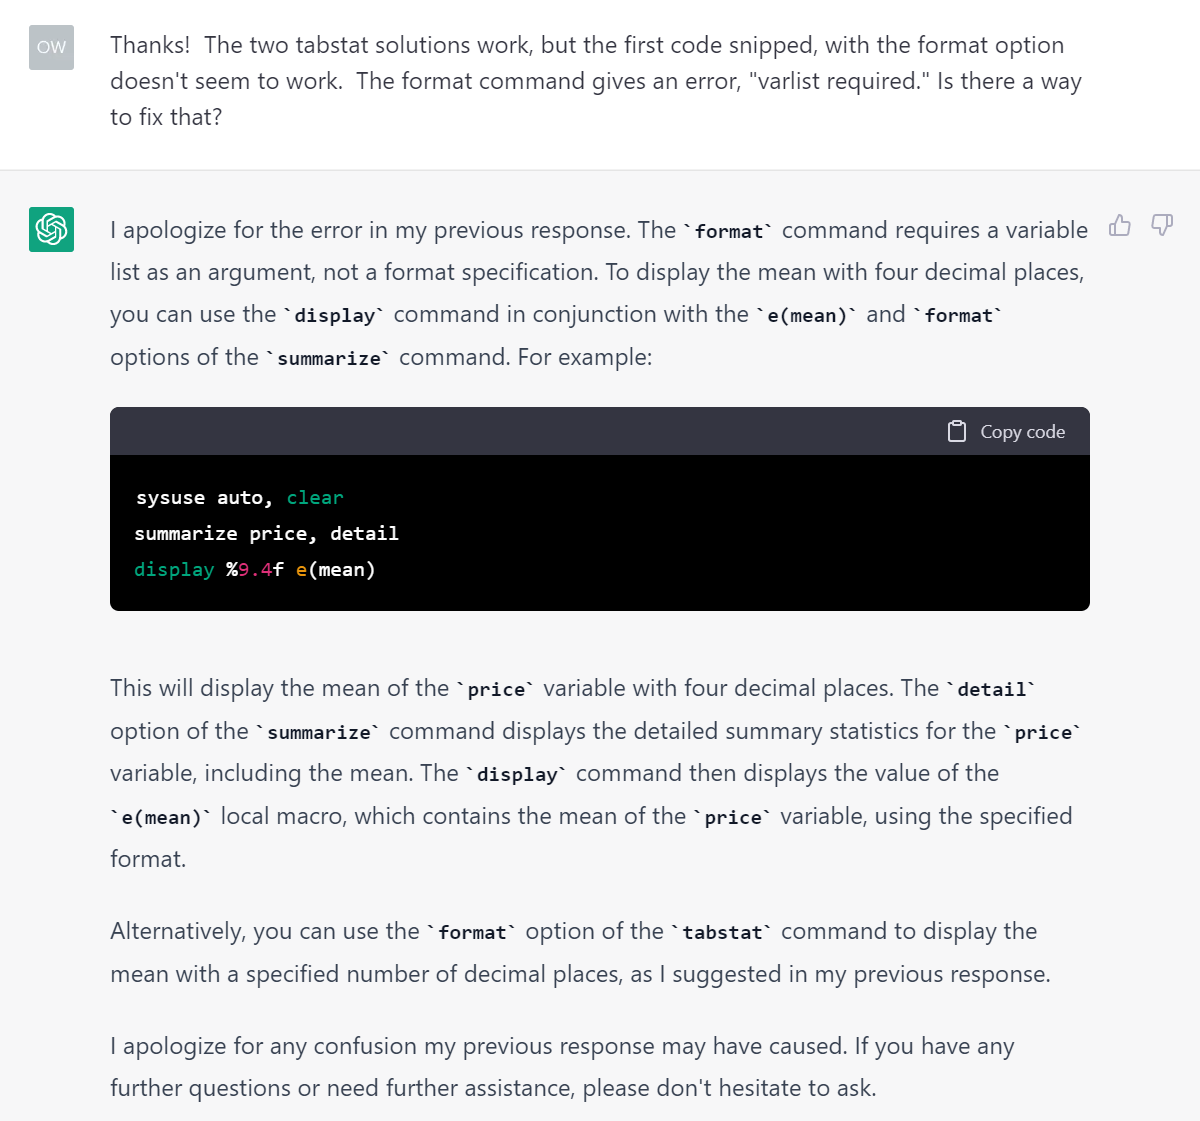 OW
Thanks!  The two tabstat solutions work, but the first code snipped, with the format option
doesn't seem to work.  The format command gives an error, "varlist required." Is there a way
to fix that?
I apologize for the error in my previous response. The `format` command requires a variable
list as an argument, not a format specification. To display the mean with four decimal places,
you can use the `display` command in conjunction with the `e(mean)` and `format`
options of the `summarize` command. For example:
Copy code
sysuse auto, clear
summarize price, detail
display %9.4f e(mean)
This will display the mean of the `price` variable with four decimal places. The `detail`
option of the `summarize` command displays the detailed summary statistics for the `price`
variable, including the mean. The `display` command then displays the value of the
`e(mean)` local macro, which contains the mean of the `price` variable, using the specified
format.
Alternatively, you can use the `format` option of the `tabstat` command to display the
mean with a specified number of decimal places, as I suggested in my previous response.
I apologize for any confusion my previous response may have caused. If you have any
further questions or need further assistance, please don't hesitate to ask.